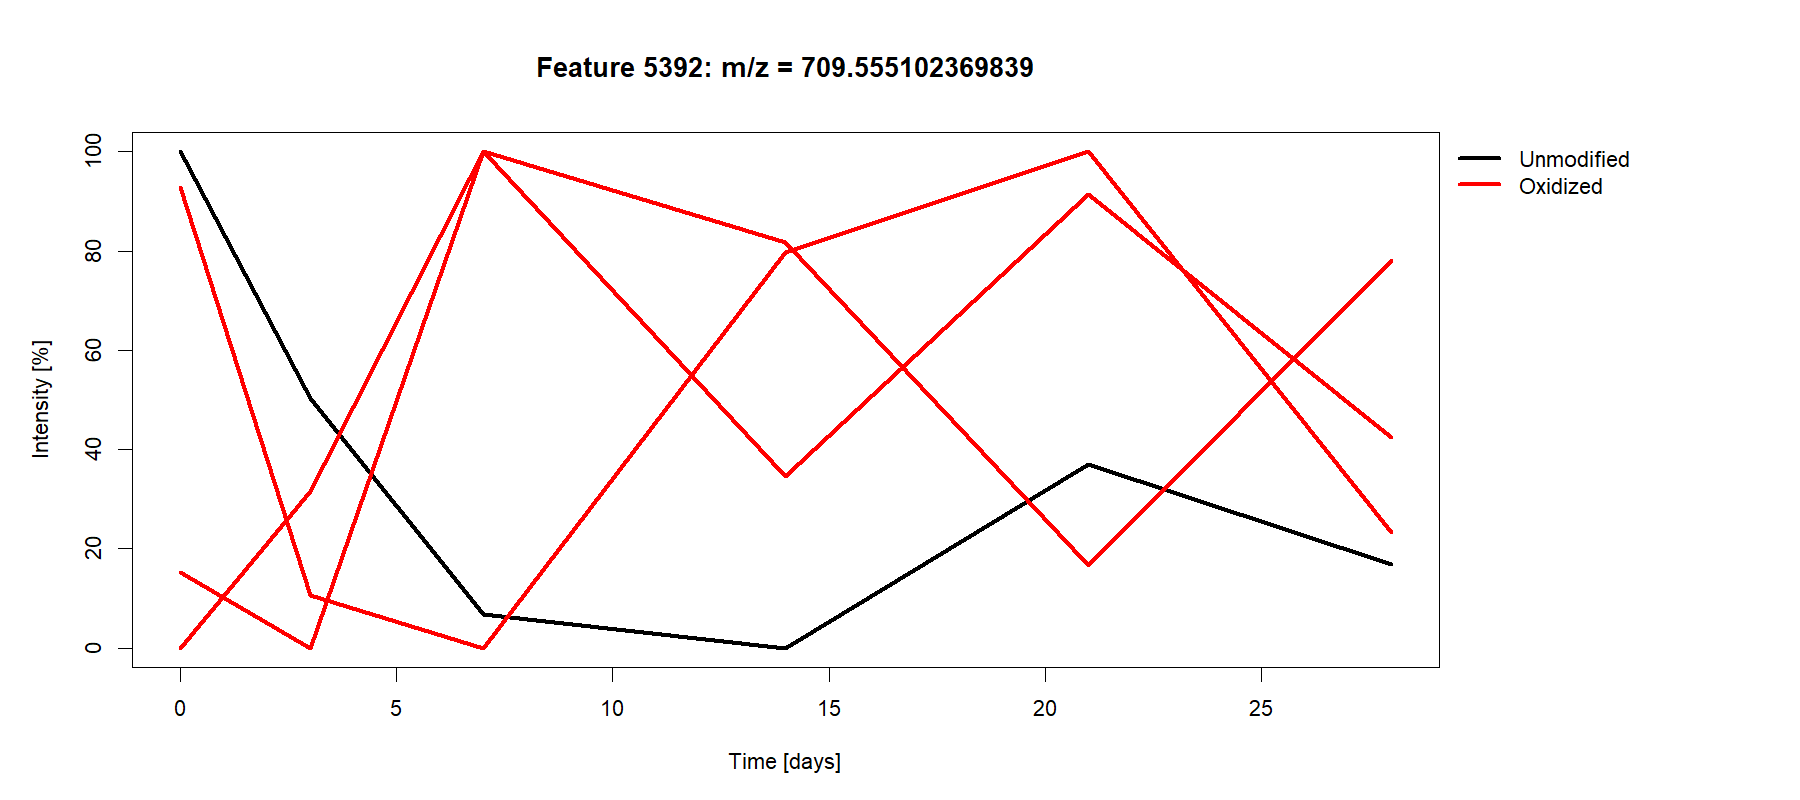 Feature 5392: m/z = 709.555102369839
Unmodified
Oxidized
Intensity [%]
100
80
60
40
20
0
0 5 10 15 20 25
Time [days]